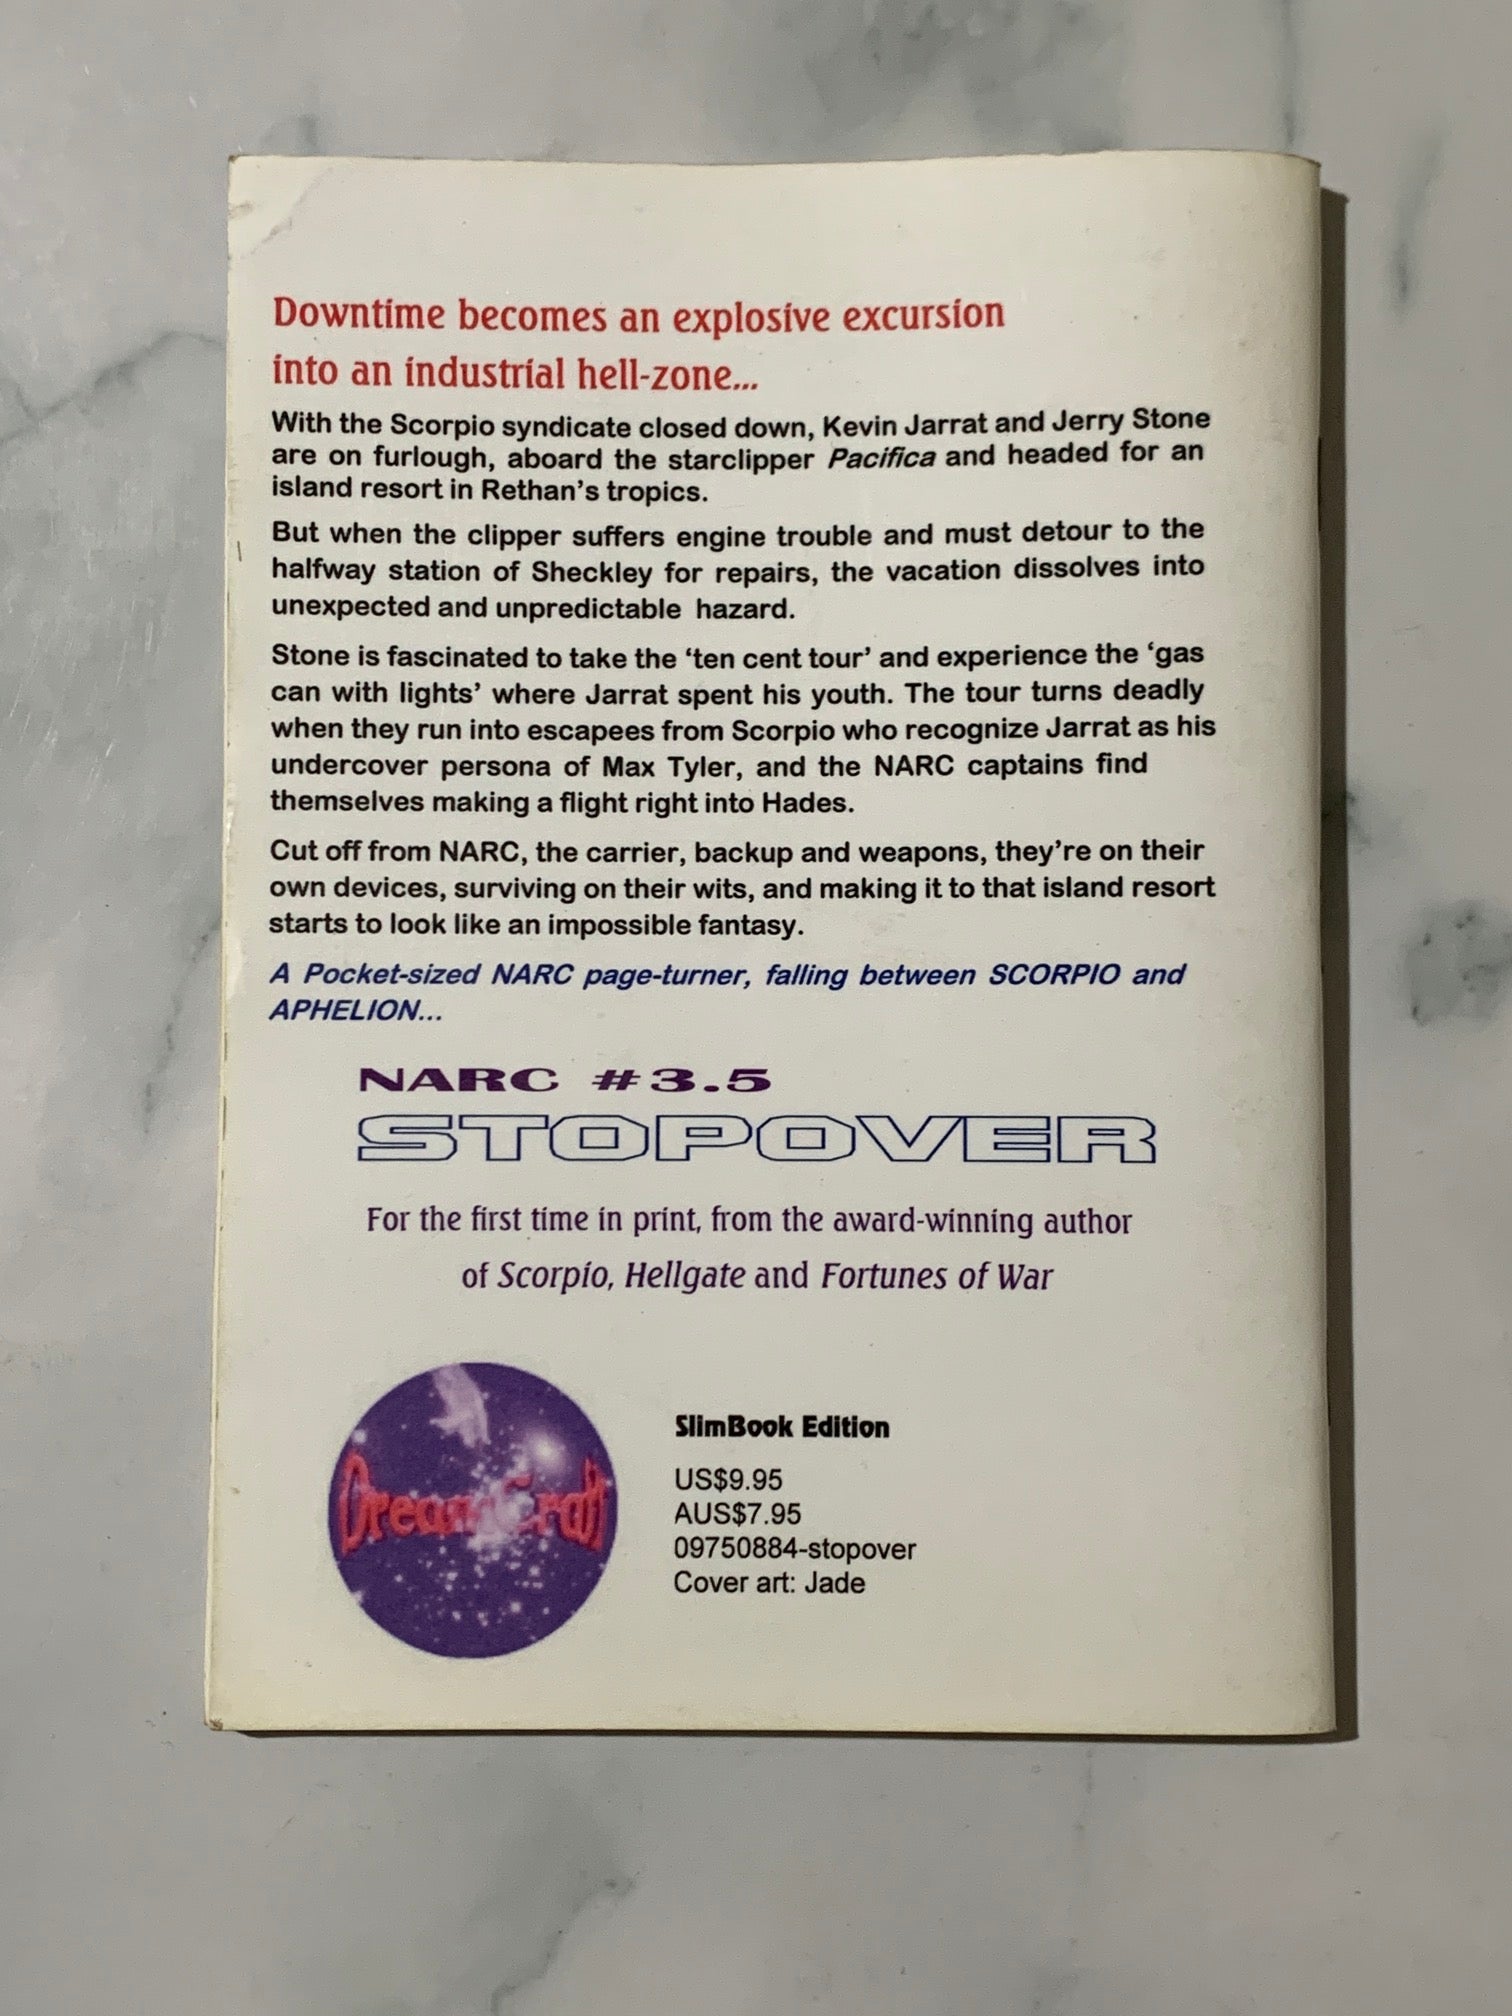 Downtime becomes an explosive excursion
into an industrial hell-zone...
With the Scorpio syndicate closed down, Kevin Jarrat and Jerry Stone
are on furlough, aboard the starclipper Pacifica and headed for an
island resort in Rethan's tropics.
But when the clipper suffers engine trouble and must detour to the
halfway station of Sheckley for repairs, the vacation dissolves into
unexpected and unpredictable hazard.
Stone is fascinated to take the ‘ten cent tour’ and experience the ‘gas
can with lights’ where Jarrat spent his youth. The tour turns deadly
when they run into escapees from Scorpio who recognize Jarrat as his
undercover persona of Max Tyler, and the NARC captains find
themselves making a flight right into Hades.
Cut off from NARC, the carrier, backup and weapons, they're on their
own devices, surviving on their wits, and making it to that island resort
starts to look like an impossible fantasy.
A Pocket-sized NARC page-turner, falling between SCORPIO and
APHELION...
NARC #3.5
STOPOVER
For the first time in print, from the award-winning author
of Scorpio, Hellgate and Fortunes of War
DreamCraft
SlimBook Edition
US$9.95
AUS$7.95
09750884-stopover
Cover art: Jade